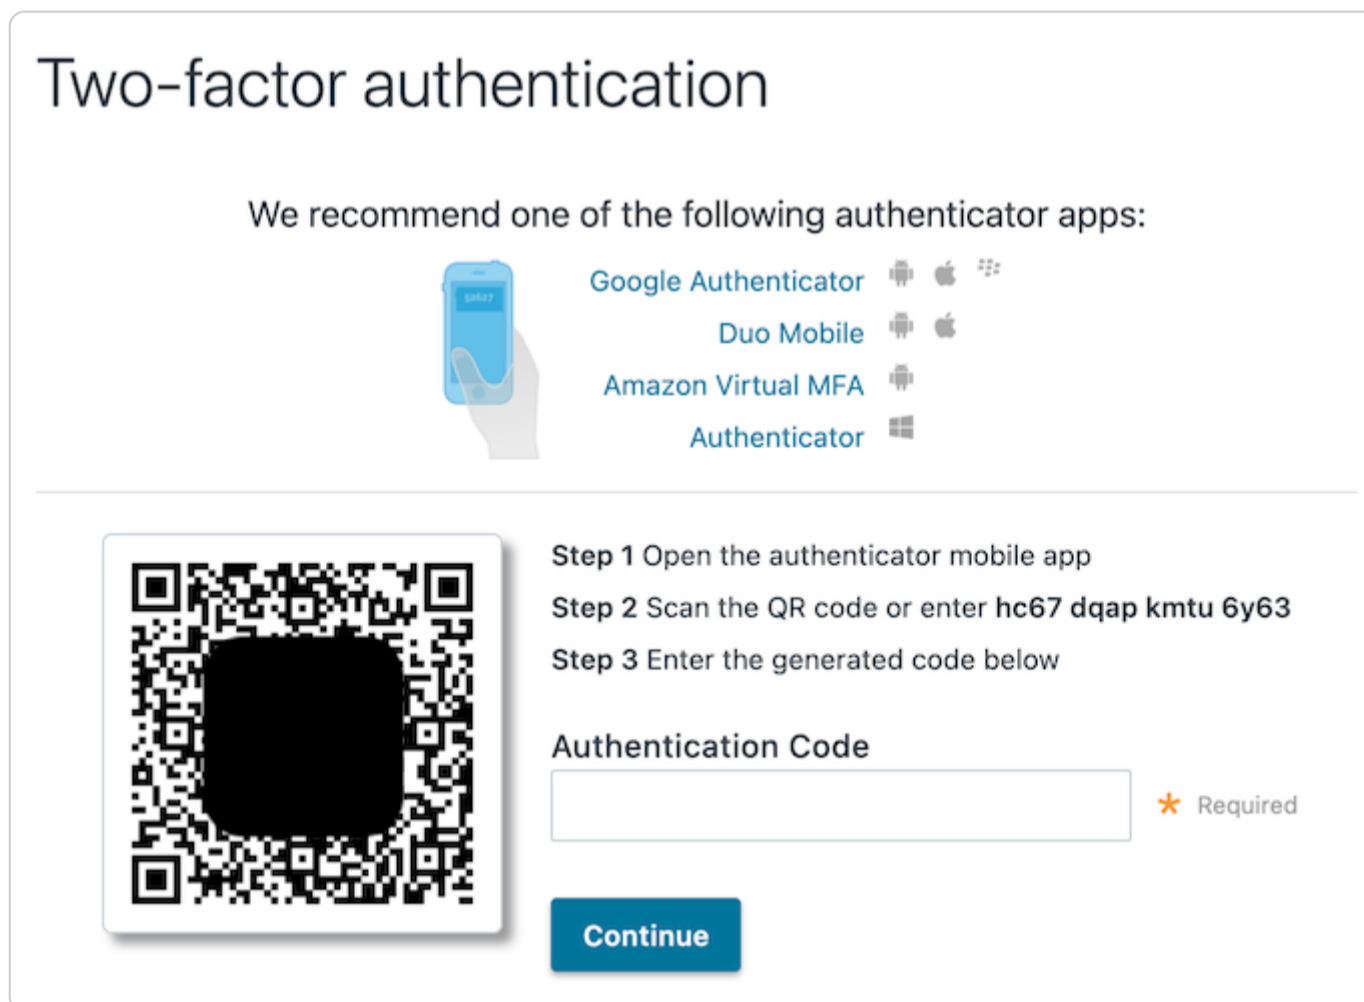 Two-factor authentication
We recommend one of the following authenticator apps:
Google Authenticator
Duo Mobile
Amazon Virtual MFA
Authenticator
Step 1 Open the authenticator mobile app
Step 2 Scan the QR code or enter hc67 dqap kmtu 6y63
Step 3 Enter the generated code below
Authentication Code
* Required
Continue